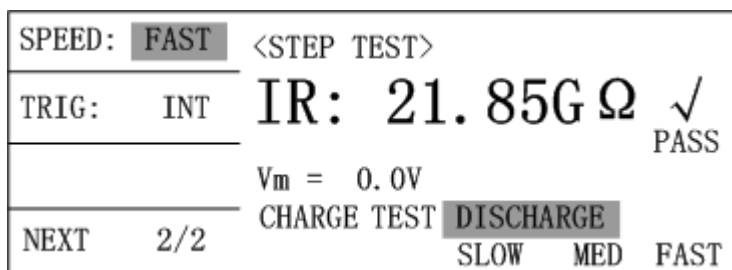 SPEED: FAST
<STEP TEST>
TRIG: INT
IR: 21.85GΩ √
PASS
Vm = 0.0V
CHARGE TEST DISCHARGE
NEXT 2/2
SLOW MED FAST